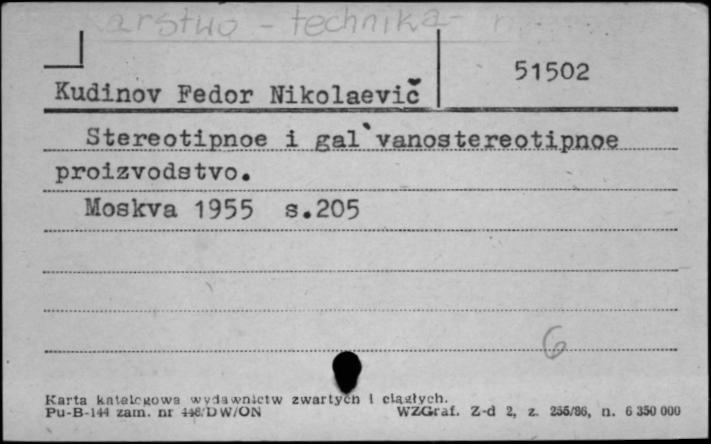 arstwo - technika -
51502
Kudinov Fedor Nikolaevič
Stereotipnoe i gal`vanostereotipnoe
proizvodstvo.
Moskva 1955 s.205
6
Karta katalogowa wydawnictw zwartych i ciągłych.
Pu-B-144 zam. nr 446/DW/ON WZGraf. Z-d 2, z. 255/86, n. 6 350 000